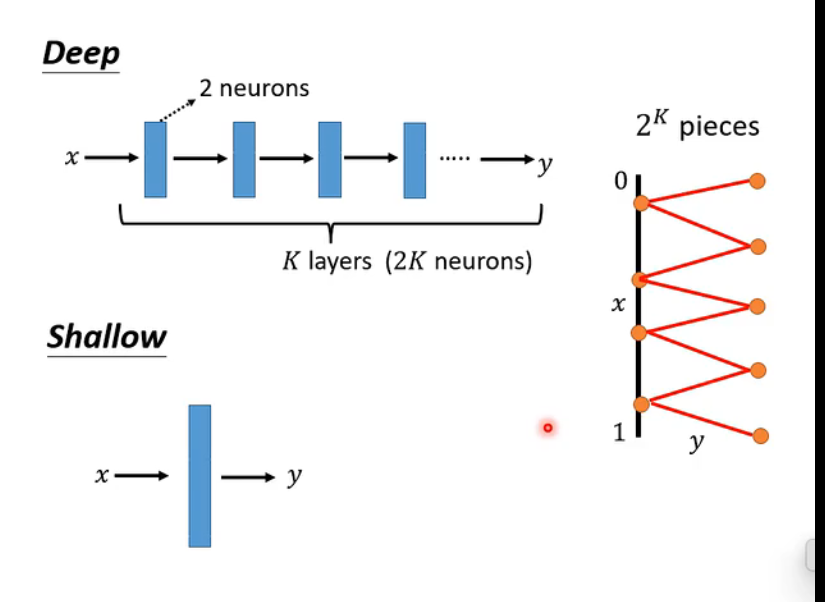 Deep
2 neurons
x
y
K layers (2K neurons)
2^K pieces
0
x
1
y
Shallow
x
y